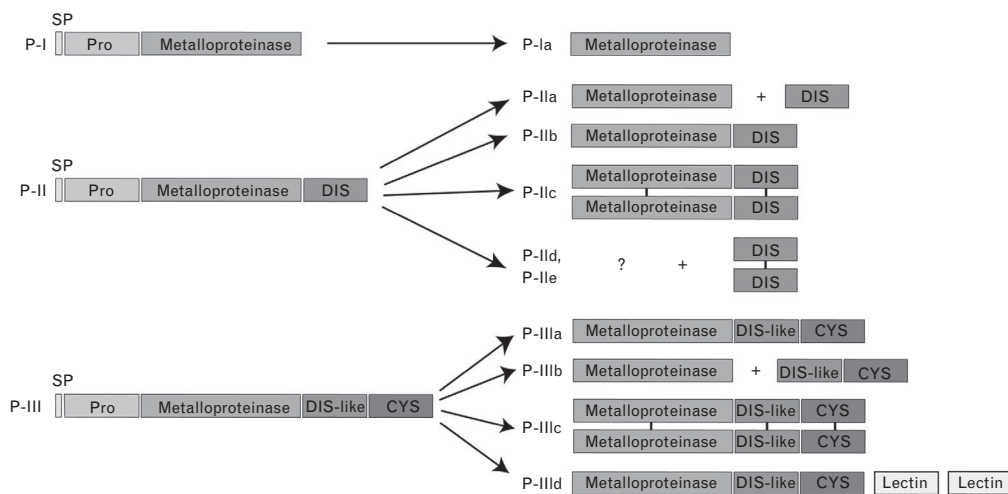 SP
P-I Pro Metalloproteinase P-Ia Metalloproteinase
P-IIa Metalloproteinase + DIS
P-IIb Metalloproteinase DIS
SP
P-II Pro Metalloproteinase DIS
P-IIc Metalloproteinase DIS
Metalloproteinase DIS
P-IId, ? + DIS
P-IIe DIS
P-IIIa Metalloproteinase DIS-like CYS
P-IIIb Metalloproteinase + DIS-like CYS
SP
P-III Pro Metalloproteinase DIS-like CYS
P-IIIc Metalloproteinase DIS-like CYS
Metalloproteinase DIS-like CYS
P-IIId Metalloproteinase DIS-like CYS Lectin Lectin